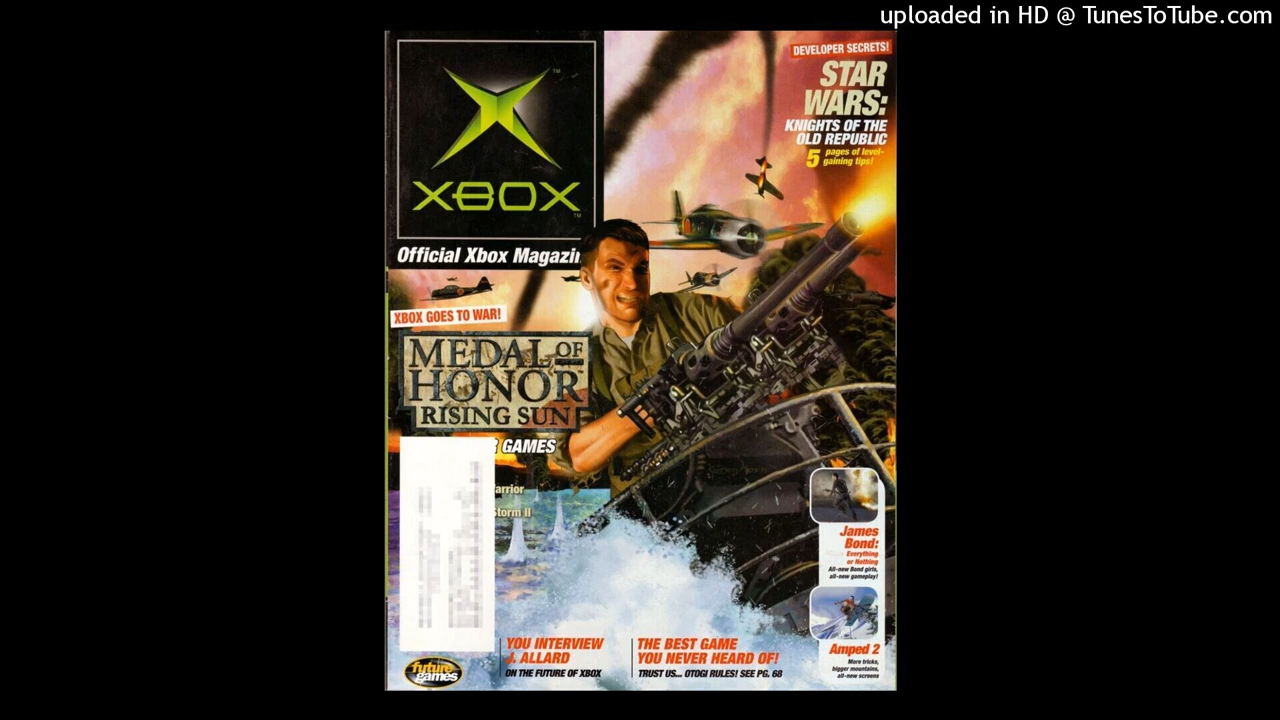 uploaded in HD @ TunesToTube.com
DEVELOPER SECRETS!
STAR
WARS:
KNIGHTS OF THE
OLD REPUBLIC
5 pages of level-
gaining tips!
XBOX™
Official Xbox Magazi
XBOX GOES TO WAR!
MEDAL OF
HONOR
RISING SUN
GAMES
arrior
Storm II
James
Bond:
Everything
or Nothing
All-new Bond girls,
all-new gameplay!
Amped 2
More tricks,
bigger mountains,
all-new screens
YOU INTERVIEW
J. ALLARD
ON THE FUTURE OF XBOX
THE BEST GAME
YOU NEVER HEARD OF!
TRUST US... OTOGI RULES! SEE PG. 68
future
games